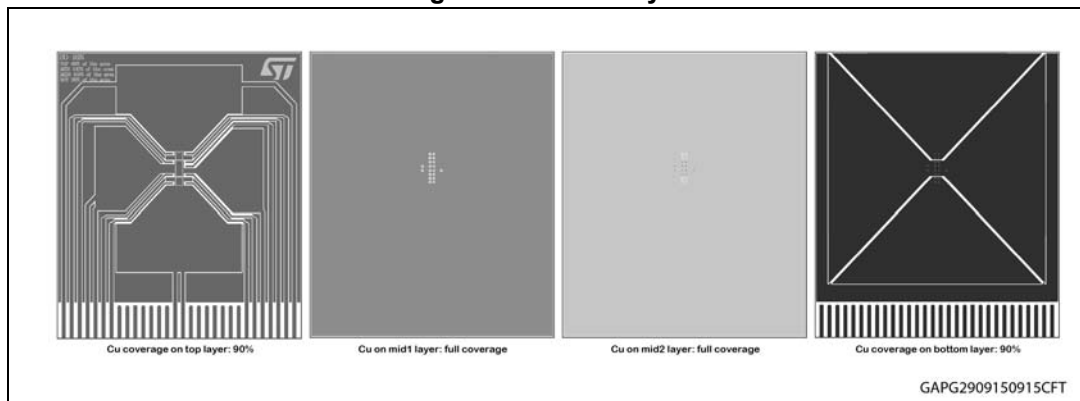 Cu coverage on top layer: 90%
Cu on mid1 layer: full coverage
Cu on mid2 layer: full coverage
Cu coverage on bottom layer: 90%
GAPG2909150915CFT